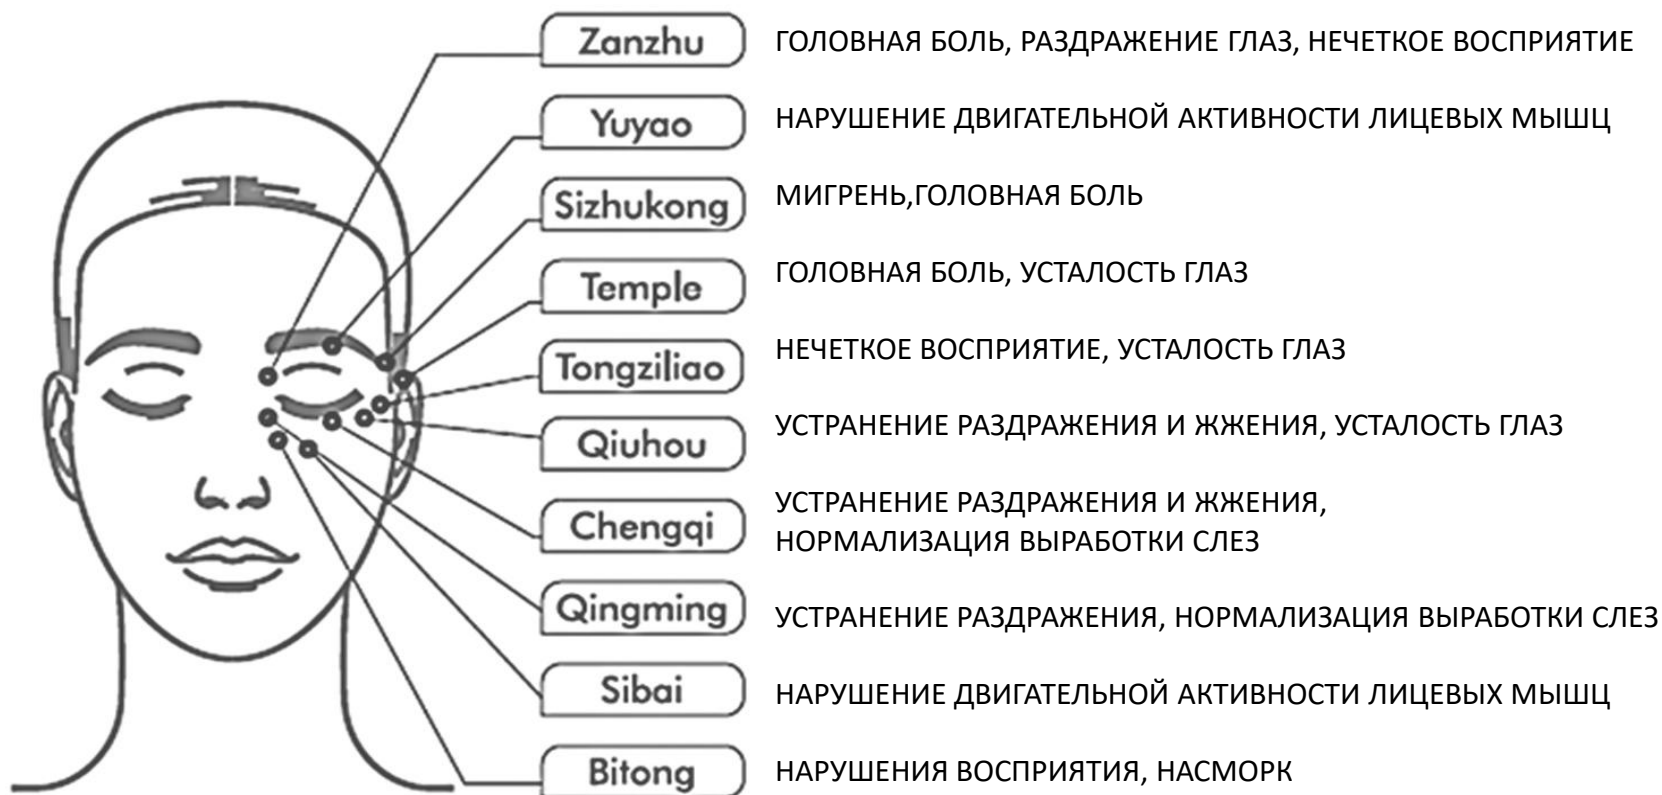 Zanzhu ГОЛОВНАЯ БОЛЬ, РАЗДРАЖЕНИЕ ГЛАЗ, НЕЧЕТКОЕ ВОСПРИЯТИЕ
Yuyao НАРУШЕНИЕ ДВИГАТЕЛЬНОЙ АКТИВНОСТИ ЛИЦЕВЫХ МЫШЦ
Sizhukong МИГРЕНЬ,ГОЛОВНАЯ БОЛЬ
Temple ГОЛОВНАЯ БОЛЬ, УСТАЛОСТЬ ГЛАЗ
Tongziliao НЕЧЕТКОЕ ВОСПРИЯТИЕ, УСТАЛОСТЬ ГЛАЗ
Qiuhou УСТРАНЕНИЕ РАЗДРАЖЕНИЯ И ЖЖЕНИЯ, УСТАЛОСТЬ ГЛАЗ
Chengqi УСТРАНЕНИЕ РАЗДРАЖЕНИЯ И ЖЖЕНИЯ,
НОРМАЛИЗАЦИЯ ВЫРАБОТКИ СЛЕЗ
Qingming УСТРАНЕНИЕ РАЗДРАЖЕНИЯ, НОРМАЛИЗАЦИЯ ВЫРАБОТКИ СЛЕЗ
Sibai НАРУШЕНИЕ ДВИГАТЕЛЬНОЙ АКТИВНОСТИ ЛИЦЕВЫХ МЫШЦ
Bitong НАРУШЕНИЯ ВОСПРИЯТИЯ, НАСМОРК